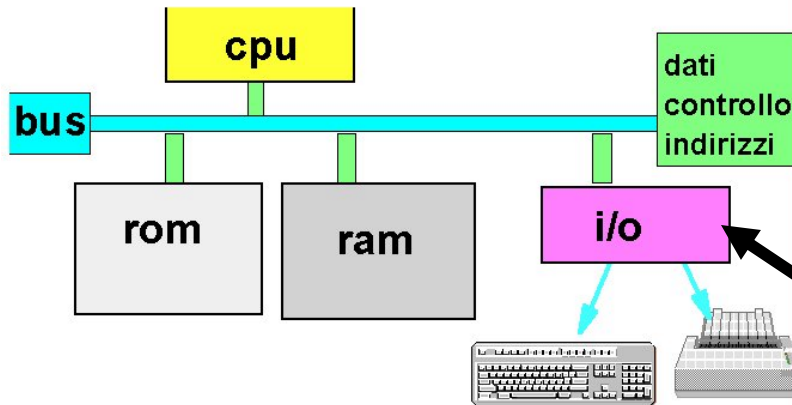 cpu
bus
dati
controllo
indirizzi
rom
ram
i/o